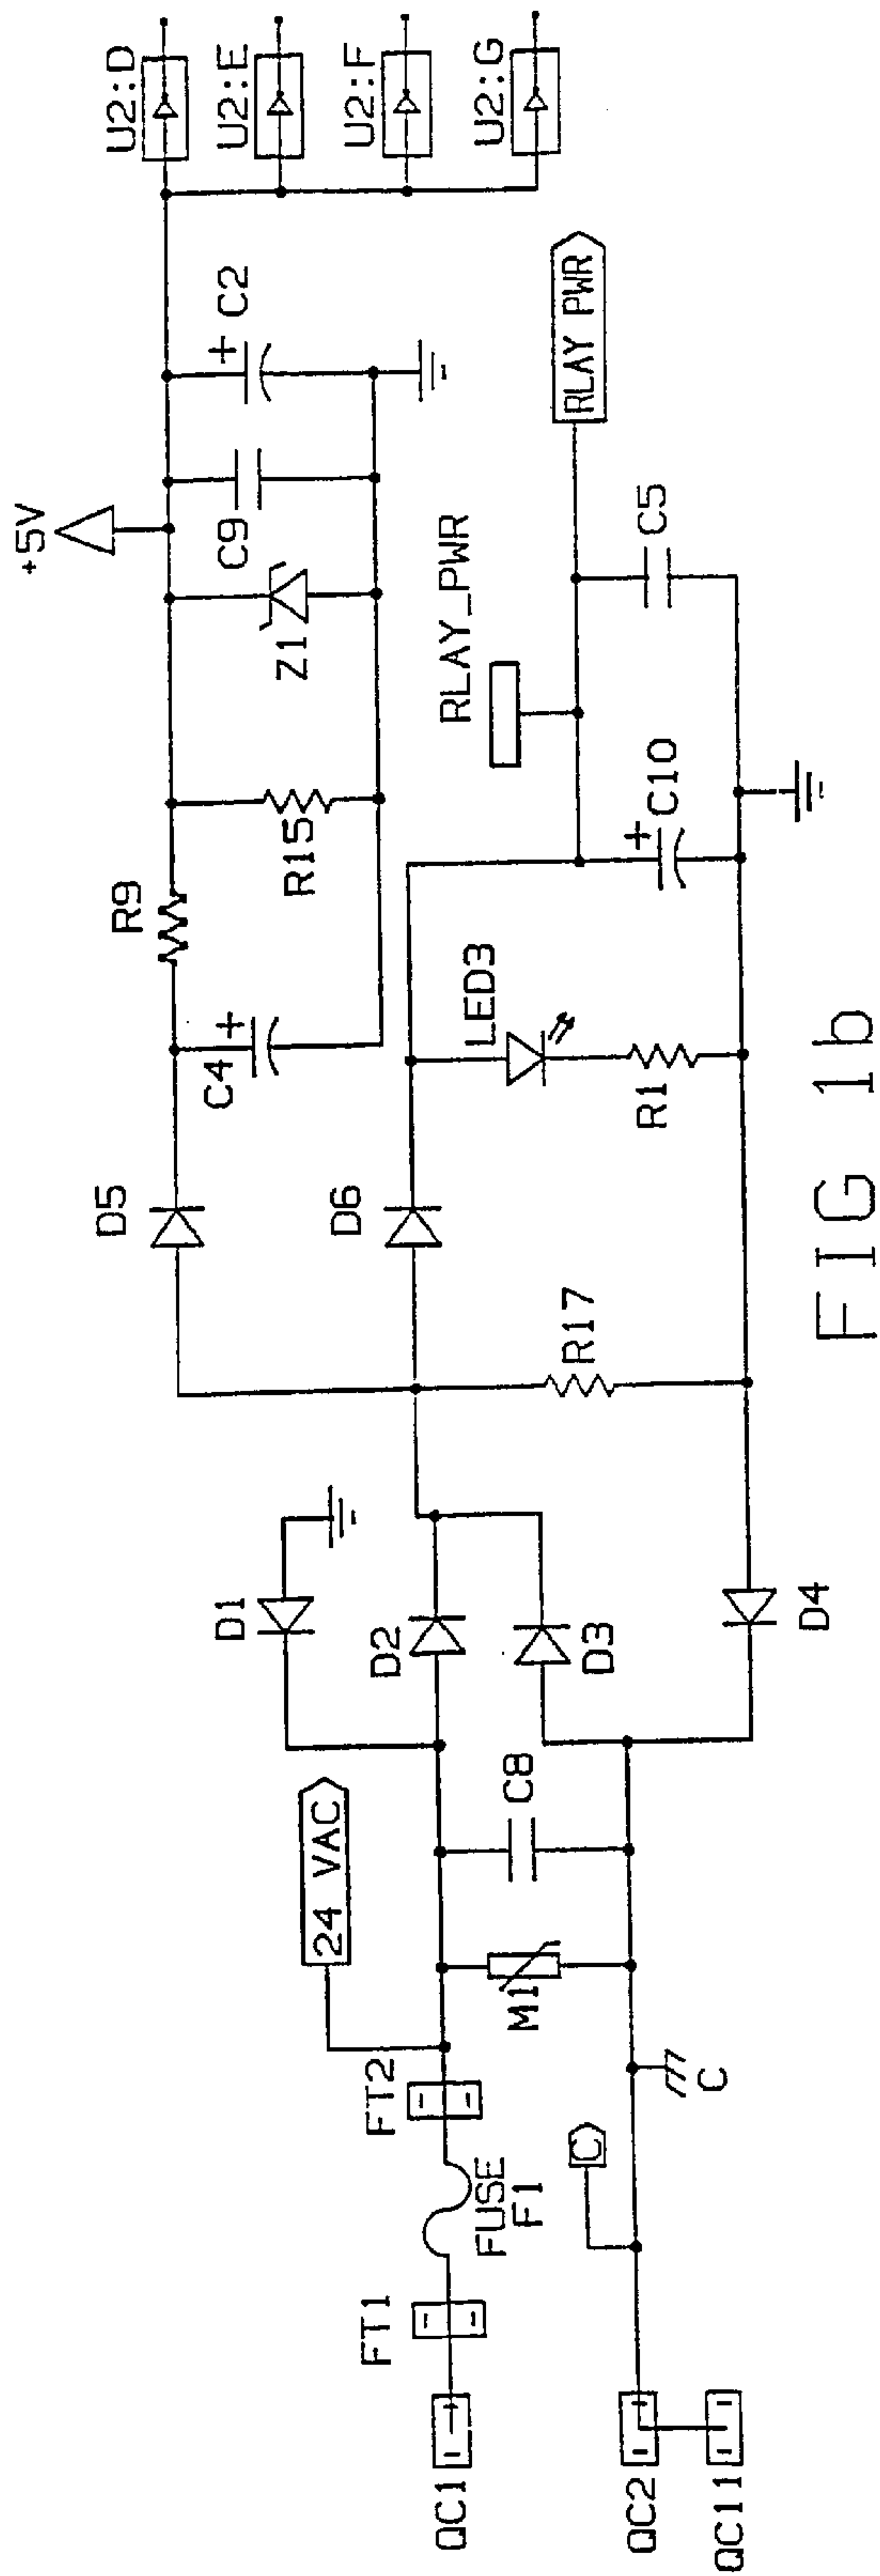 +5V
U2:D
U2:E
U2:F
U2:G
C2
C9
Z1
R15
R9
C4
+
+
D5
RLAY_PWR
RLAY PWR
C5
C10
+
LED3
R1
D6
R17
D1
D2
D3
D4
24 VAC
C8
M1
FT2
FUSE
F1
FT1
QC1
C
C
QC2
QC11
FIG 1b